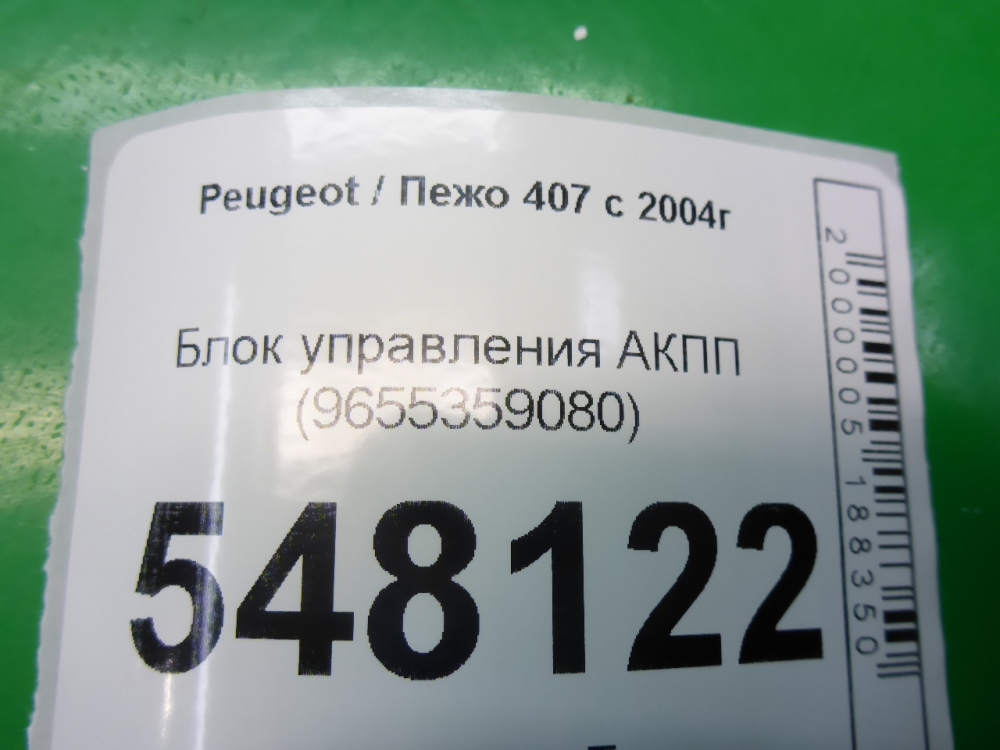 Peugeot / Пежо 407 с 2004г
Блок управления АКПП
(9655359080)
548122
2000005188350